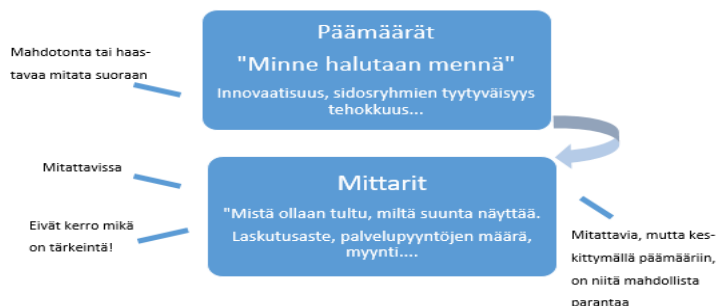 Mahdotonta tai haas-
tavaa mitata suoraan
Päämäärät
"Minne halutaan mennä"
Innovaatisuus, sidosryhmien tyytyväisyys
tehokkuus...
Mitattavissa
Eivät kerro mikä
on tärkeintä!
Mittarit
"Mistä ollaan tultu, miltä suunta näyttää.
Laskutusaste, palvelupyyntöjen määrä,
myynti....
Mitattavia, mutta kes-
kittymällä päämääriin,
on niitä mahdollista
parantaa